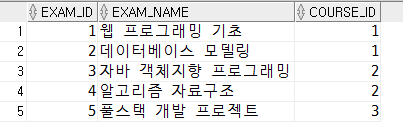 EXAM_ID EXAM_NAME COURSE_ID
1 1 웹 프로그래밍 기초 1
2 2 데이터베이스 모델링 1
3 3 자바 객체지향 프로그래밍 2
4 4 알고리즘 자료구조 2
5 5 풀스택 개발 프로젝트 3